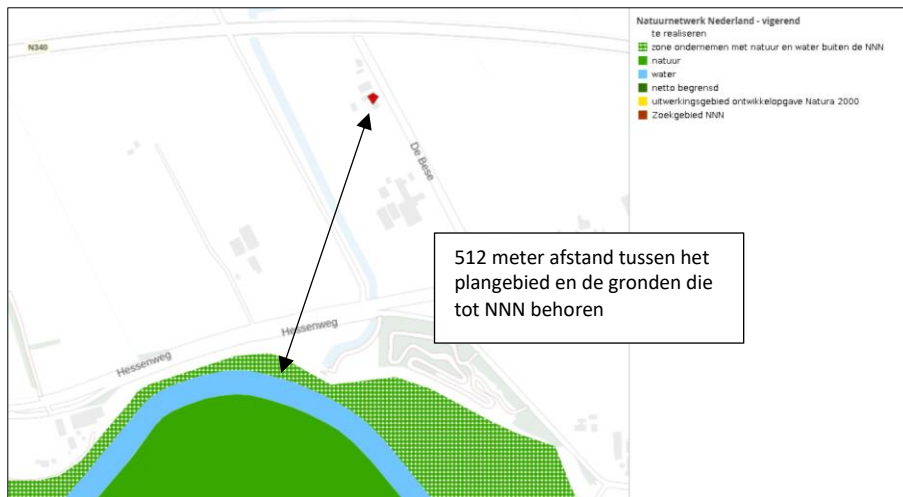 Natuurnetwerk Nederland - vigerend
te realiseren
zone ondernemen met natuur en water buiten de NNN
natuur
water
netto begrensd
uitwerkingsgebied ontwikkelopgave Natura 2000
Zoekgebied NNN
N340
De Bese
512 meter afstand tussen het
plangebied en de gronden die
tot NNN behoren
Hessenweg
Hessenweg